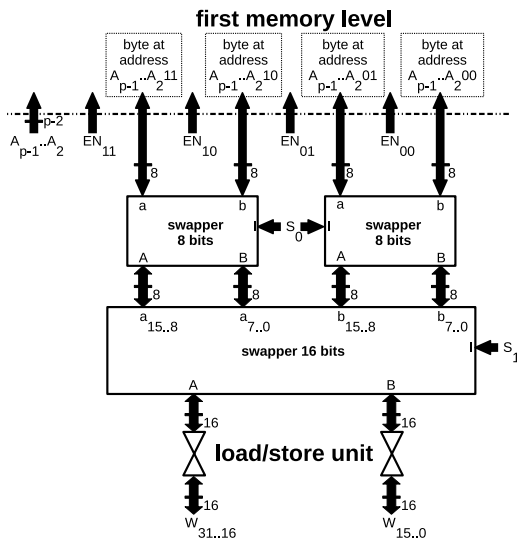 first memory level
byte at address A p-1..A 2 11
byte at address A p-1..A 2 10
byte at address A p-1..A 2 01
byte at address A p-1..A 2 00
p-2
A p-1..A 2
EN 11
EN 10
EN 01
EN 00
8 8 8 8
a b a b
swapper 8 bits
I S 0 I
swapper 8 bits
A B A B
8 8 8 8
a 15..8 a 7..0 b 15..8 b 7..0
swapper 16 bits
I S 1
A B
16 16
load/store unit
16 16
W 31..16 W 15..0